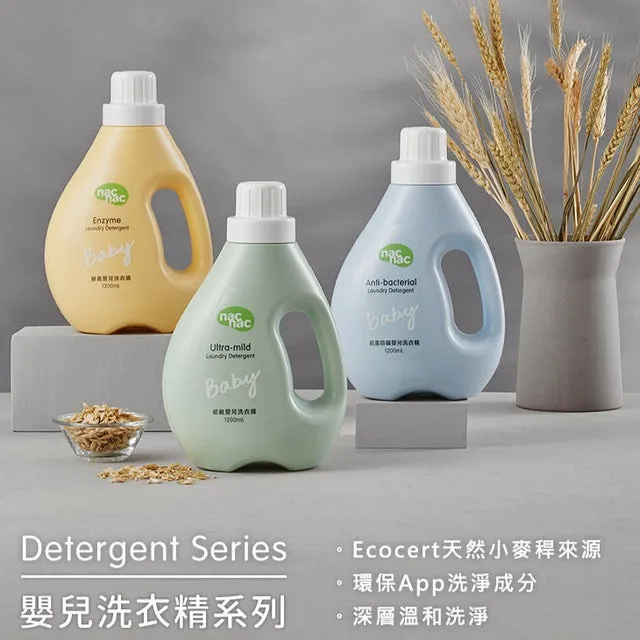 nac
nac
Enzyme
Laundry Detergent
Baby
酵素嬰兒洗衣精
1200mL
nac
nac
Ultra-mild
Laundry Detergent
Baby
低敏嬰兒洗衣精
1200mL
nac
nac
Anti-bacterial
Laundry Detergent
Baby
抗菌防蟎嬰兒洗衣精
1200mL
Detergent Series
嬰兒洗衣精系列
◦Ecocert天然小麥稈來源
◦環保App洗淨成分
◦深層溫和洗淨